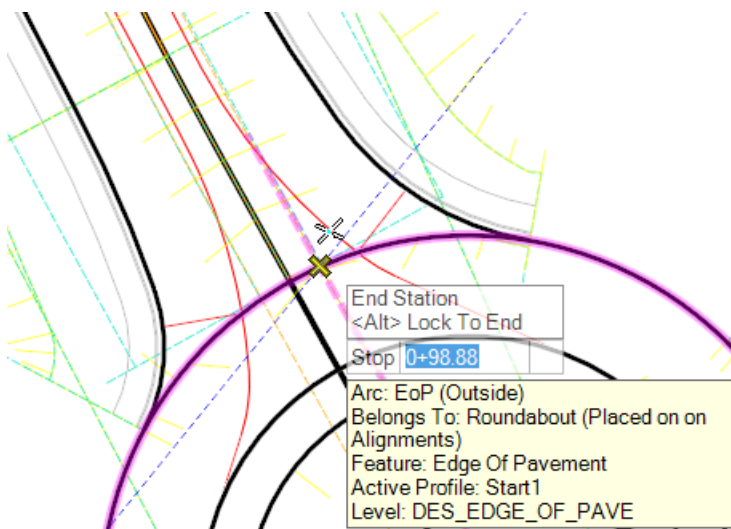 End Station
<Alt> Lock To End
Stop 0+98.88
Arc: EoP (Outside)
Belongs To: Roundabout (Placed on on
Alignments)
Feature: Edge Of Pavement
Active Profile: Start1
Level: DES_EDGE_OF_PAVE